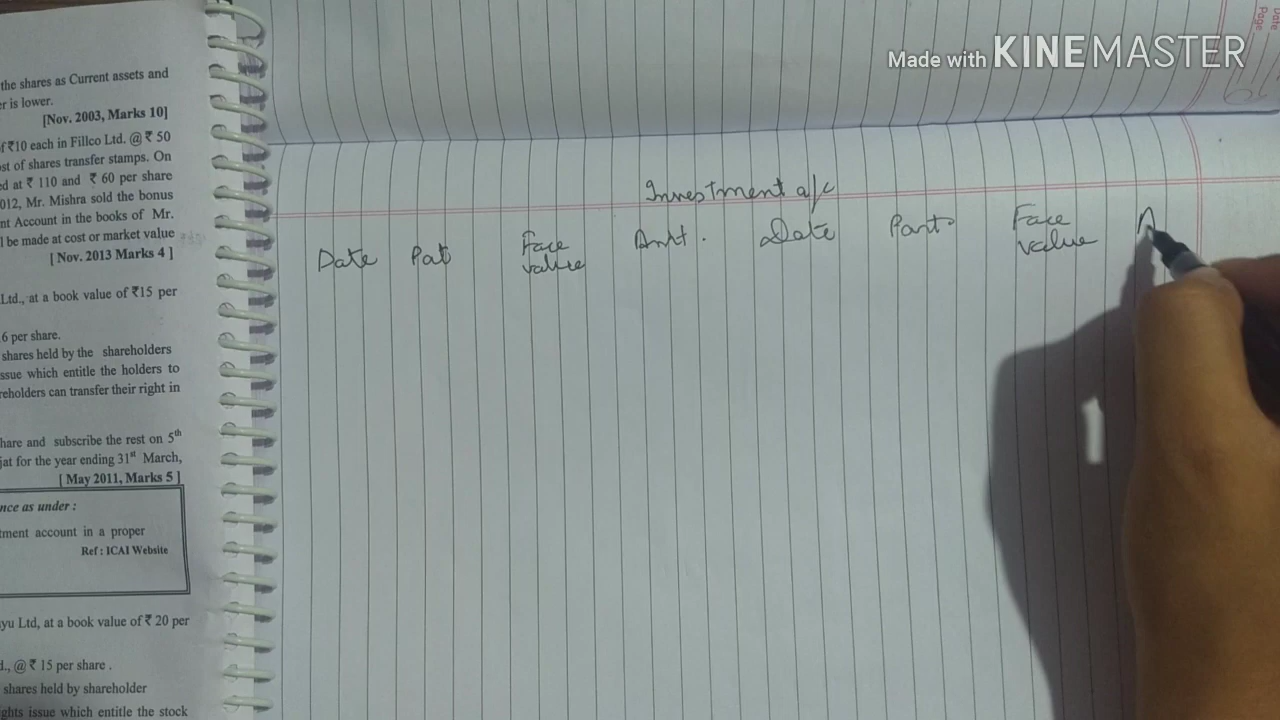 the shares as Current assets and
er is lower.
[Nov. 2003, Marks 10]
of ₹10 each in Fillco Ltd. @ ₹ 50
ost of shares transfer stamps. On
ed at ₹ 110 and ₹ 60 per share
012, Mr. Mishra sold the bonus
nt Account in the books of Mr.
l be made at cost or market value
[ Nov. 2013 Marks 4 ]
Ltd., at a book value of ₹15 per
6 per share.
shares held by the shareholders
ssue which entitle the holders to
reholders can transfer their right in
hare and subscribe the rest on 5th
jat for the year ending 31st March,
[ May 2011, Marks 5 ]
nce as under :
tment account in a proper
Ref : ICAI Website
yu Ltd, at a book value of ₹ 20 per
d., @ ₹ 15 per share .
shares held by shareholder
ghts issue which entitle the stock
Made with KINEMASTER
Date
Page
Investment a/c
Date Pat Face value Amt. Date Part Face value A